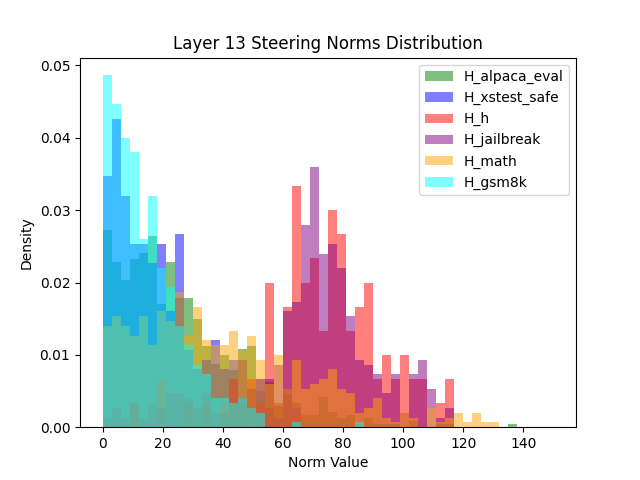 Layer 13 Steering Norms Distribution
0.05
0.04
0.03
0.02
0.01
0.00
Density
H_alpaca_eval
H_xstest_safe
H_h
H_jailbreak
H_math
H_gsm8k
0 20 40 60 80 100 120 140
Norm Value